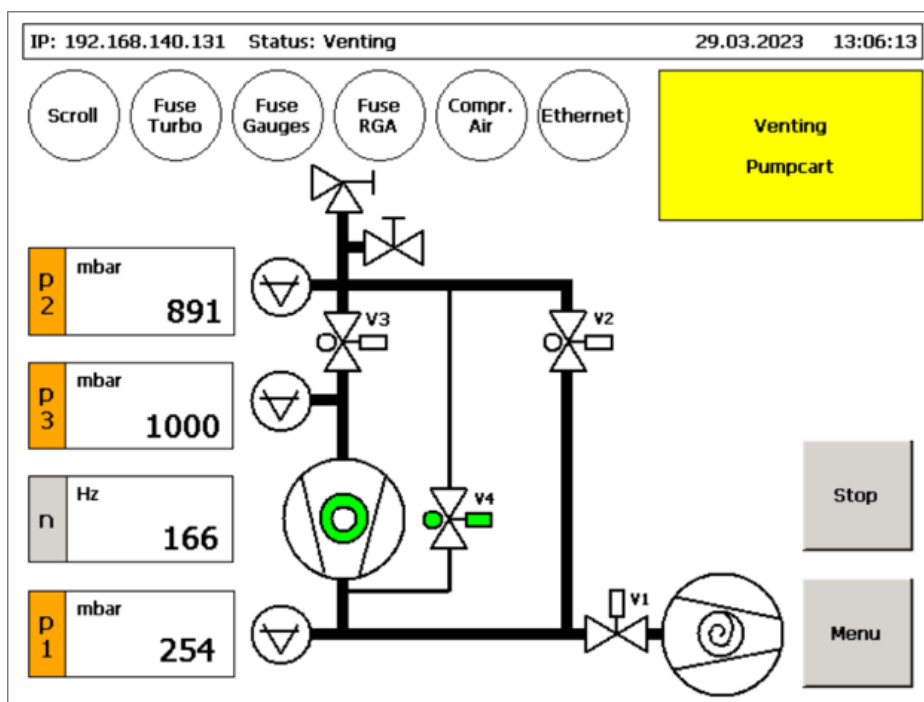 IP: 192.168.140.131 Status: Venting 29.03.2023 13:06:13
Scroll
Fuse
Turbo
Fuse
Gauges
Fuse
RGA
Compr.
Air
Ethernet
Venting
Pumpcart
p
2
mbar
891
V3
V2
p
3
mbar
1000
n
Hz
166
V4
Stop
p
1
mbar
254
V1
Menu